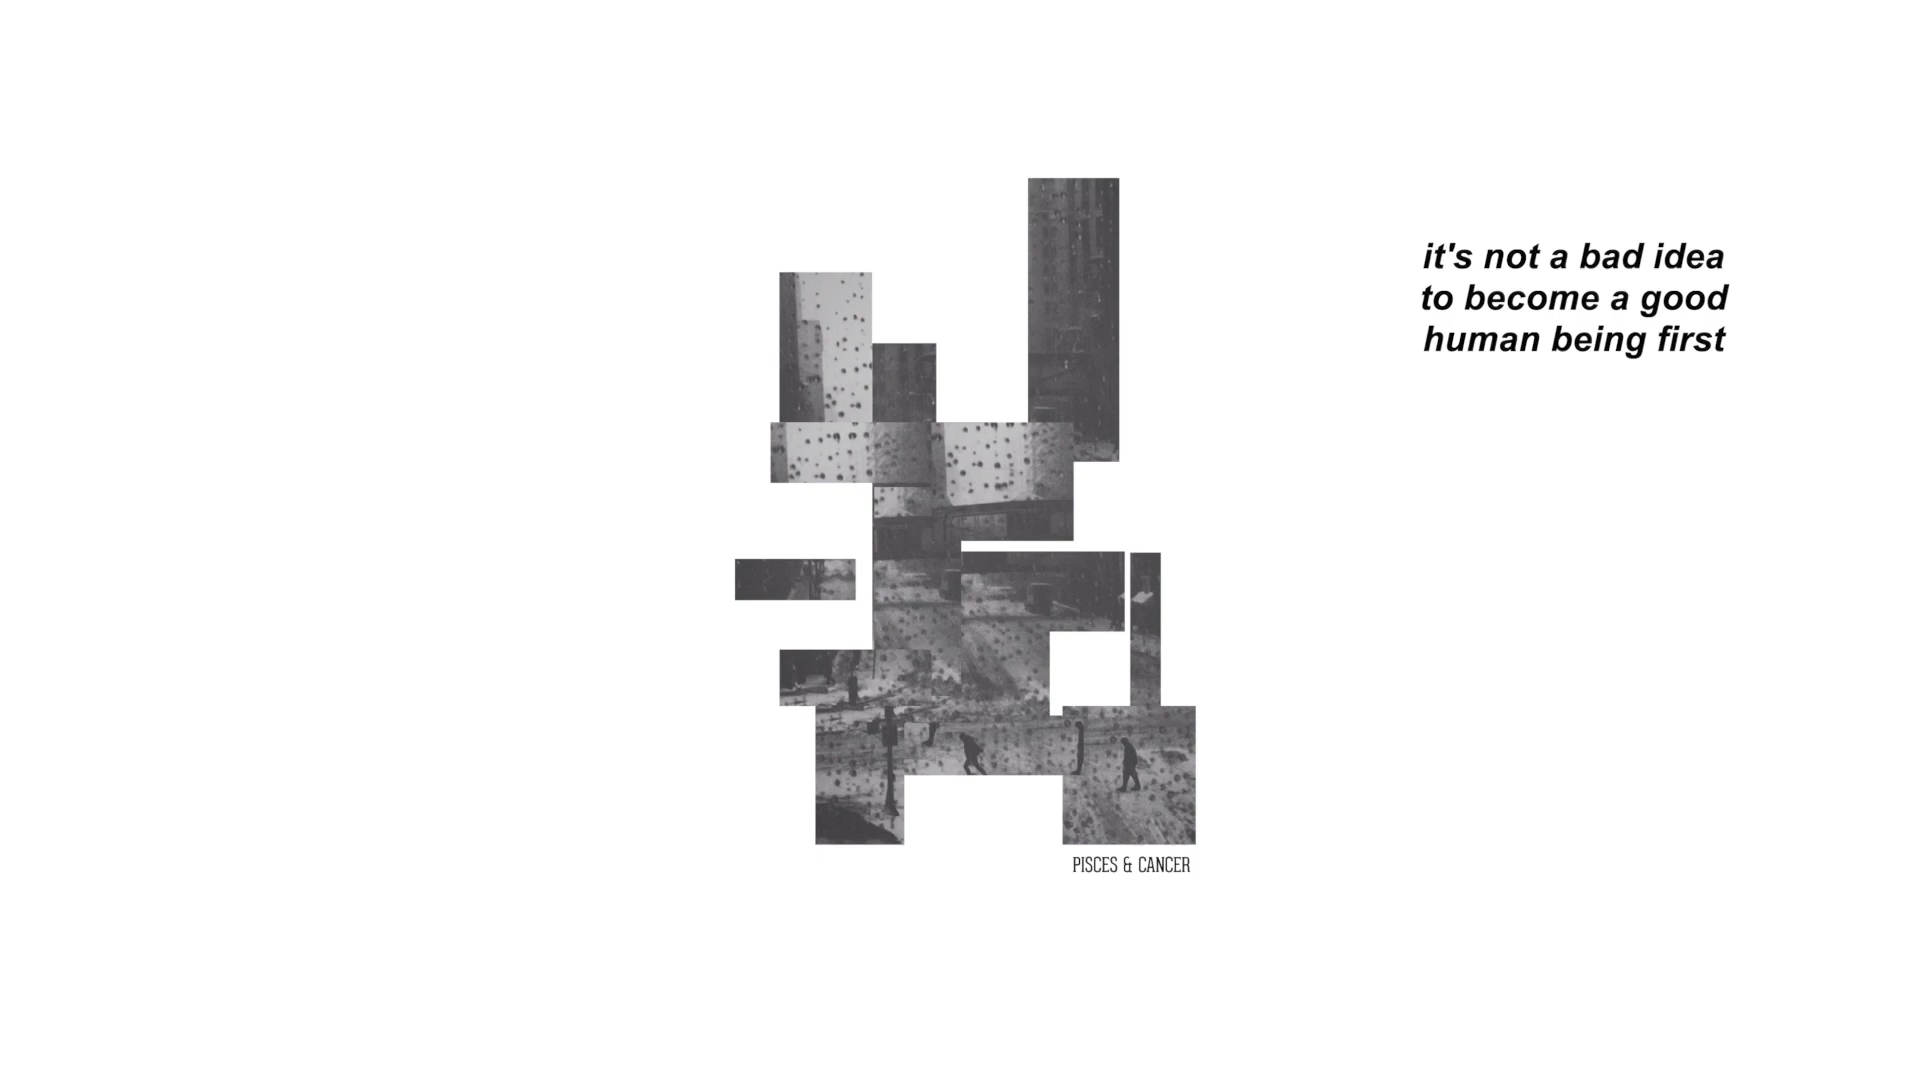 it's not a bad idea
to become a good
human being first
PISCES & CANCER